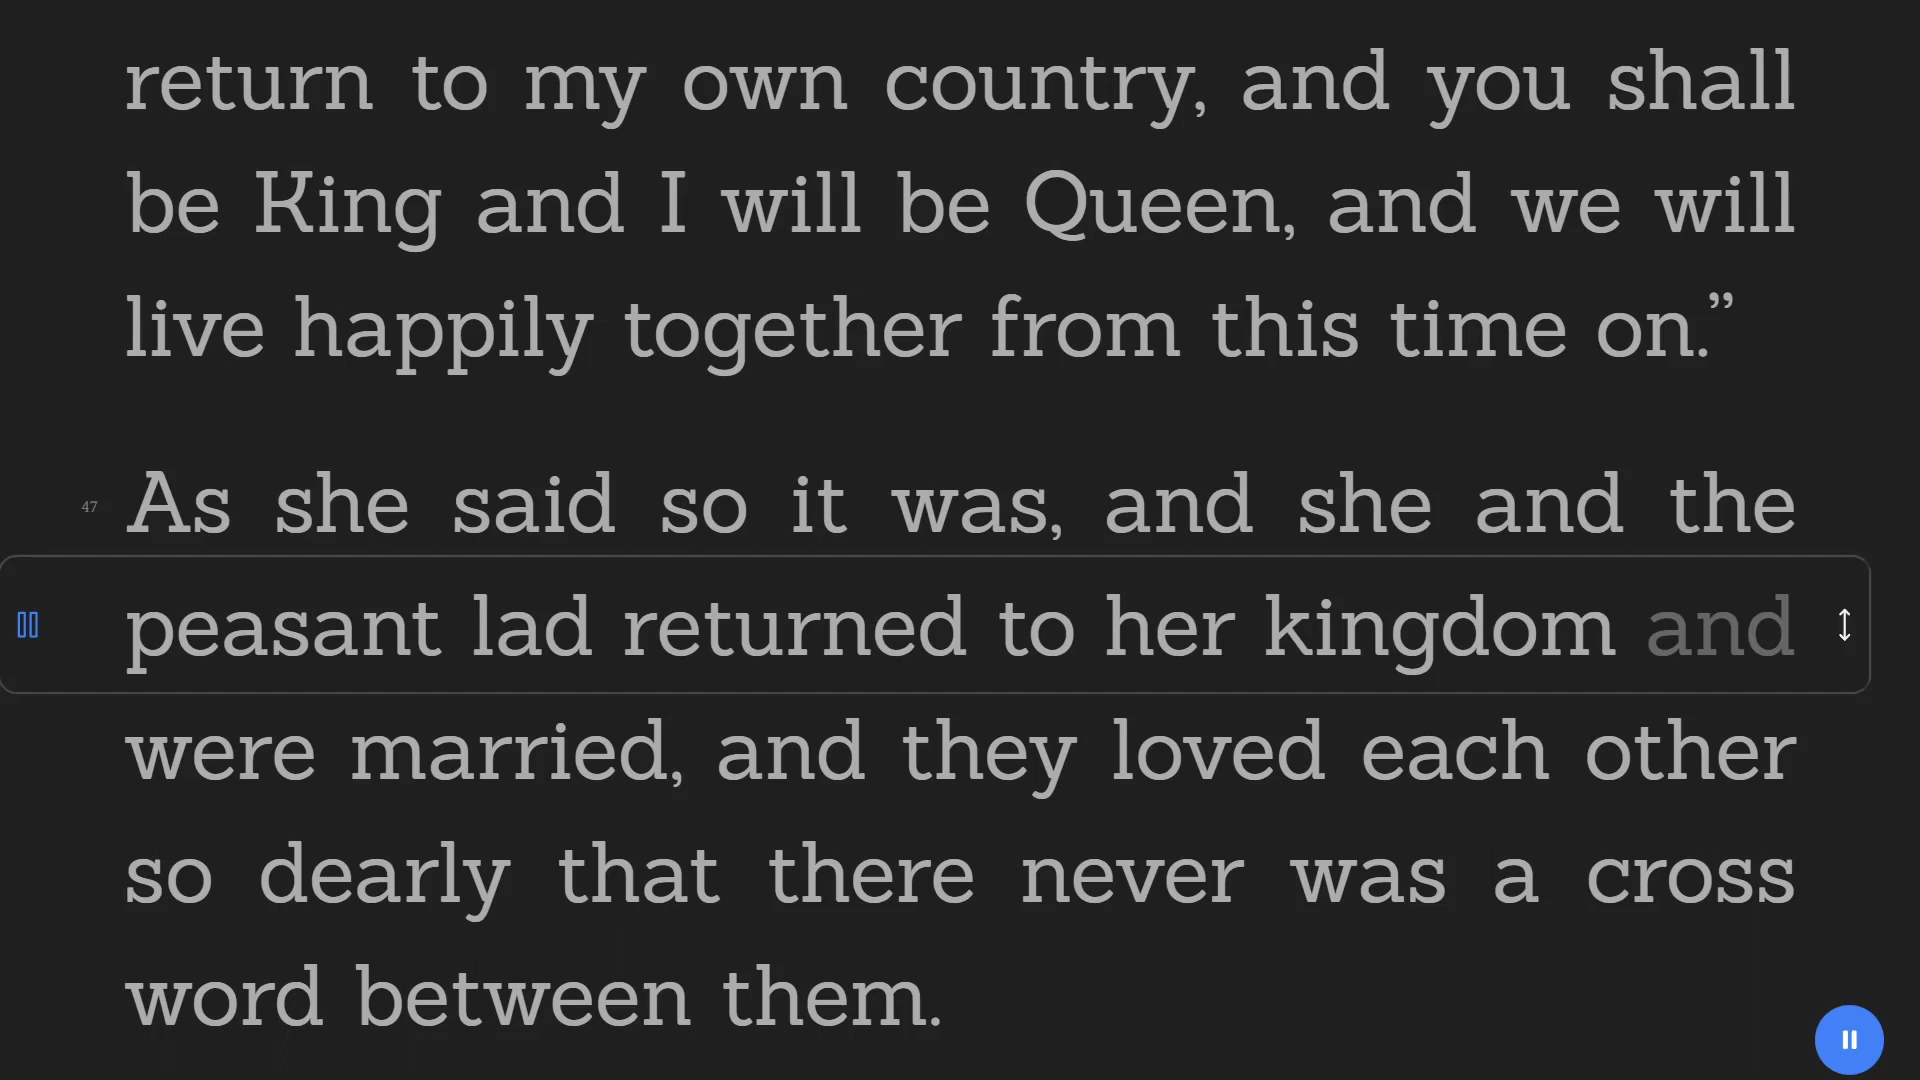 return to my own country, and you shall
be King and I will be Queen, and we will
live happily together from this time on.”
47
As she said so it was, and she and the
peasant lad returned to her kingdom and
were married, and they loved each other
so dearly that there never was a cross
word between them.